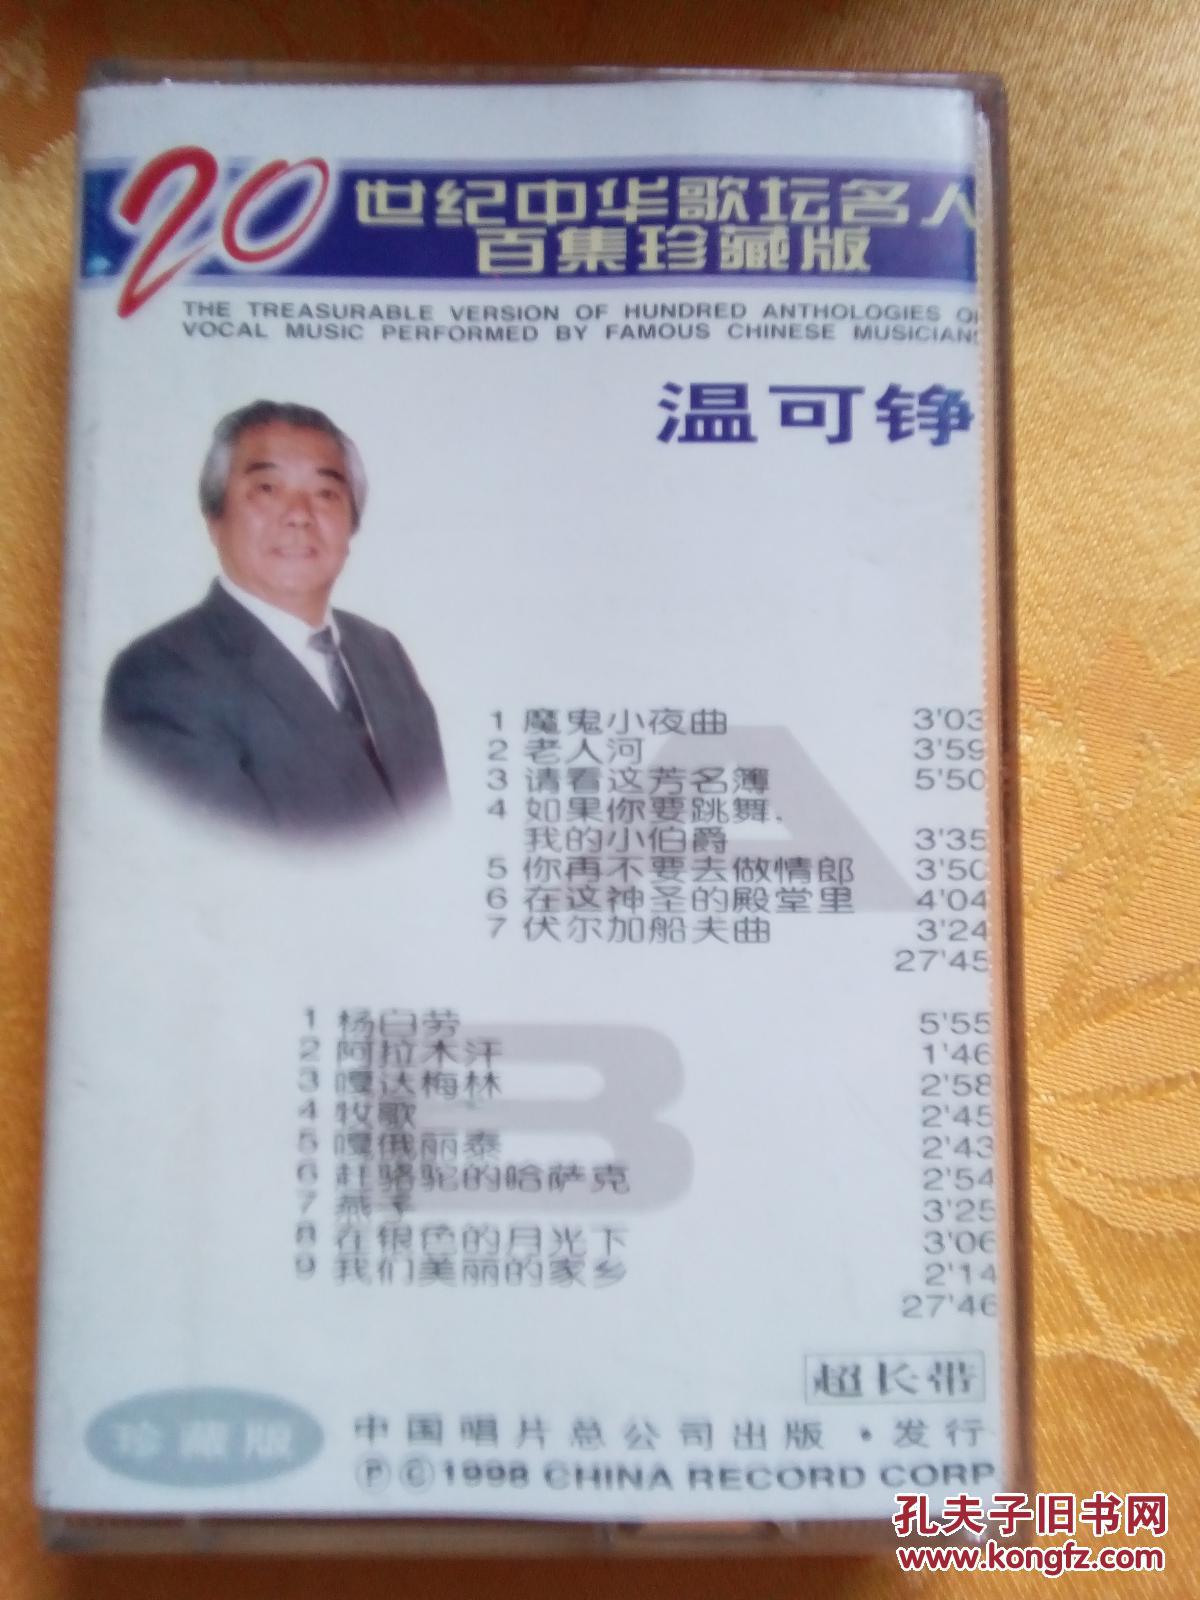 20世纪中华歌坛名人
百集珍藏版
THE TREASURABLE VERSION OF HUNDRED ANTHOLOGIES OF
VOCAL MUSIC PERFORMED BY FAMOUS CHINESE MUSICIANS
温可铮
A
1 魔鬼小夜曲 3'03
2 老人河 3'59
3 请看这芳名簿 5'50
4 如果你要跳舞,
我的小伯爵 3'35
5 你再不要去做情郎 3'50
6 在这神圣的殿堂里 4'04
7 伏尔加船夫曲 3'24
27'45
B
1 杨白劳 5'55
2 阿拉木汗 1'46
3 嘎达梅林 2'58
4 牧歌 2'45
5 嘎俄丽泰 2'43
6 赶骆驼的哈萨克 2'54
7 燕子 3'25
8 在银色的月光下 3'06
9 我们美丽的家乡 2'14
27'46
超长带
珍藏版
中国唱片总公司出版·发行
Ⓟ©1998 CHINA RECORD CORP
孔夫子旧书网
www.kongfz.com